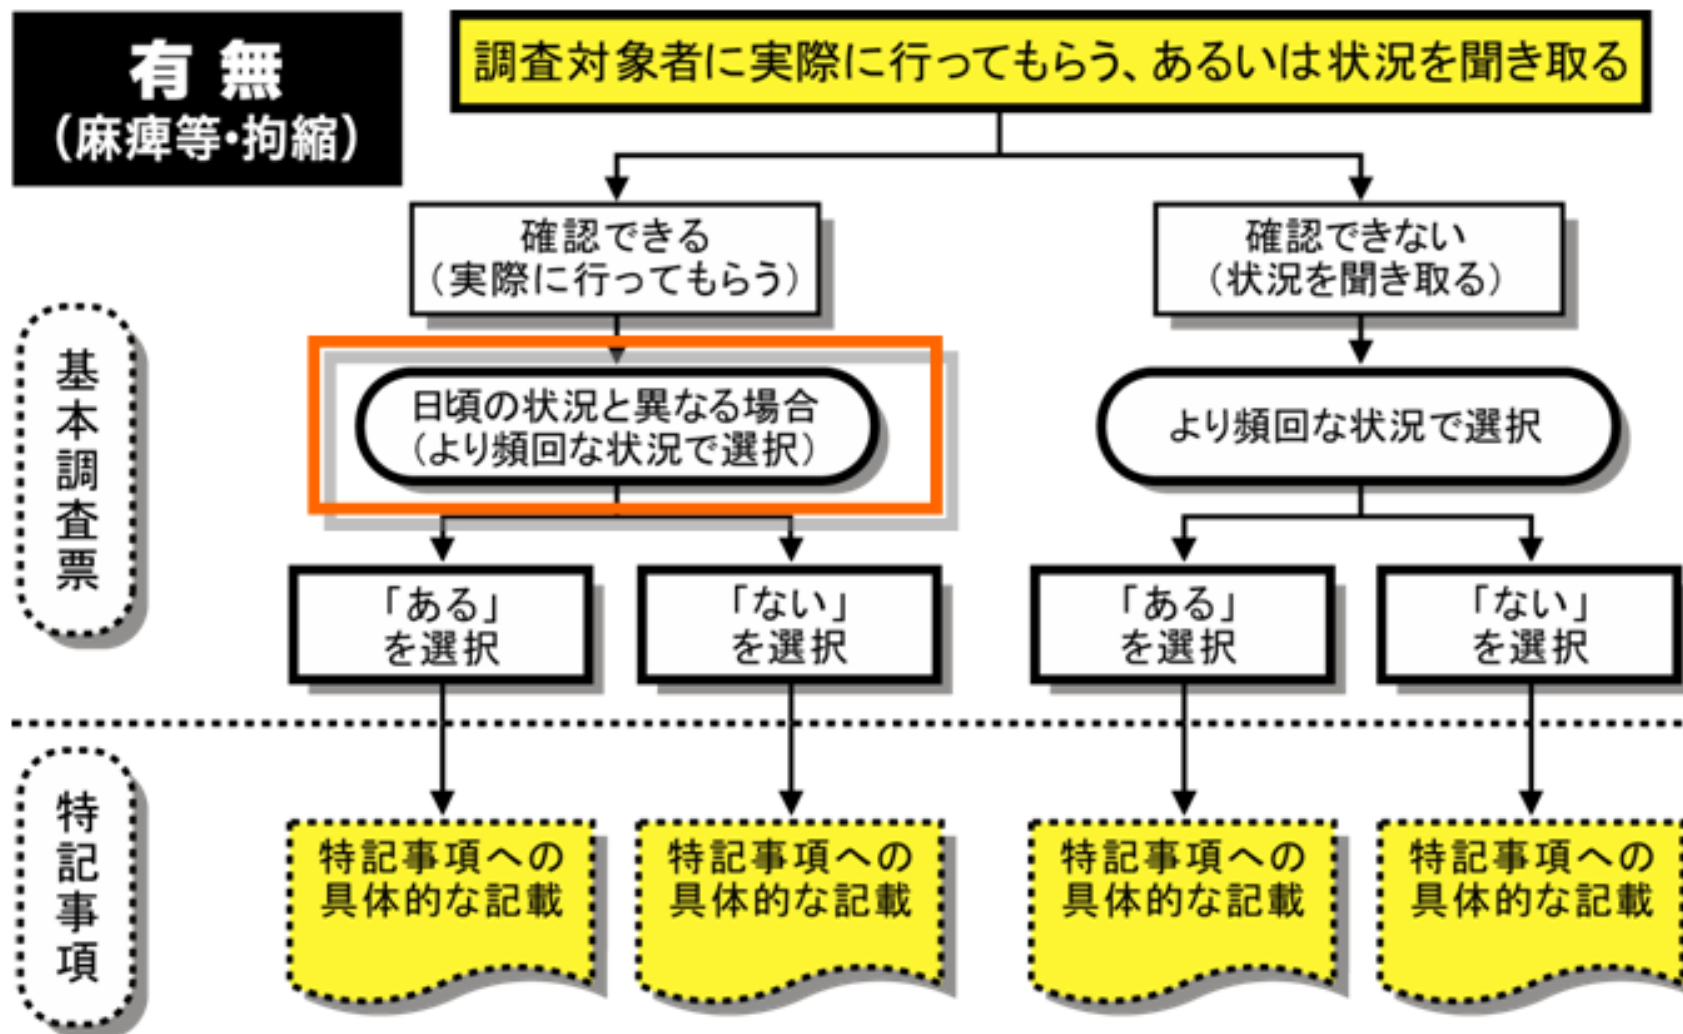 有無
(麻痺等・拘縮)
調査対象者に実際に行ってもらう、あるいは状況を聞き取る
確認できる
(実際に行ってもらう)
確認できない
(状況を聞き取る)
基本調査票
日頃の状況と異なる場合
(より頻回な状況で選択)
より頻回な状況で選択
「ある」
を選択
「ない」
を選択
「ある」
を選択
「ない」
を選択
特記事項
特記事項への
具体的な記載
特記事項への
具体的な記載
特記事項への
具体的な記載
特記事項への
具体的な記載